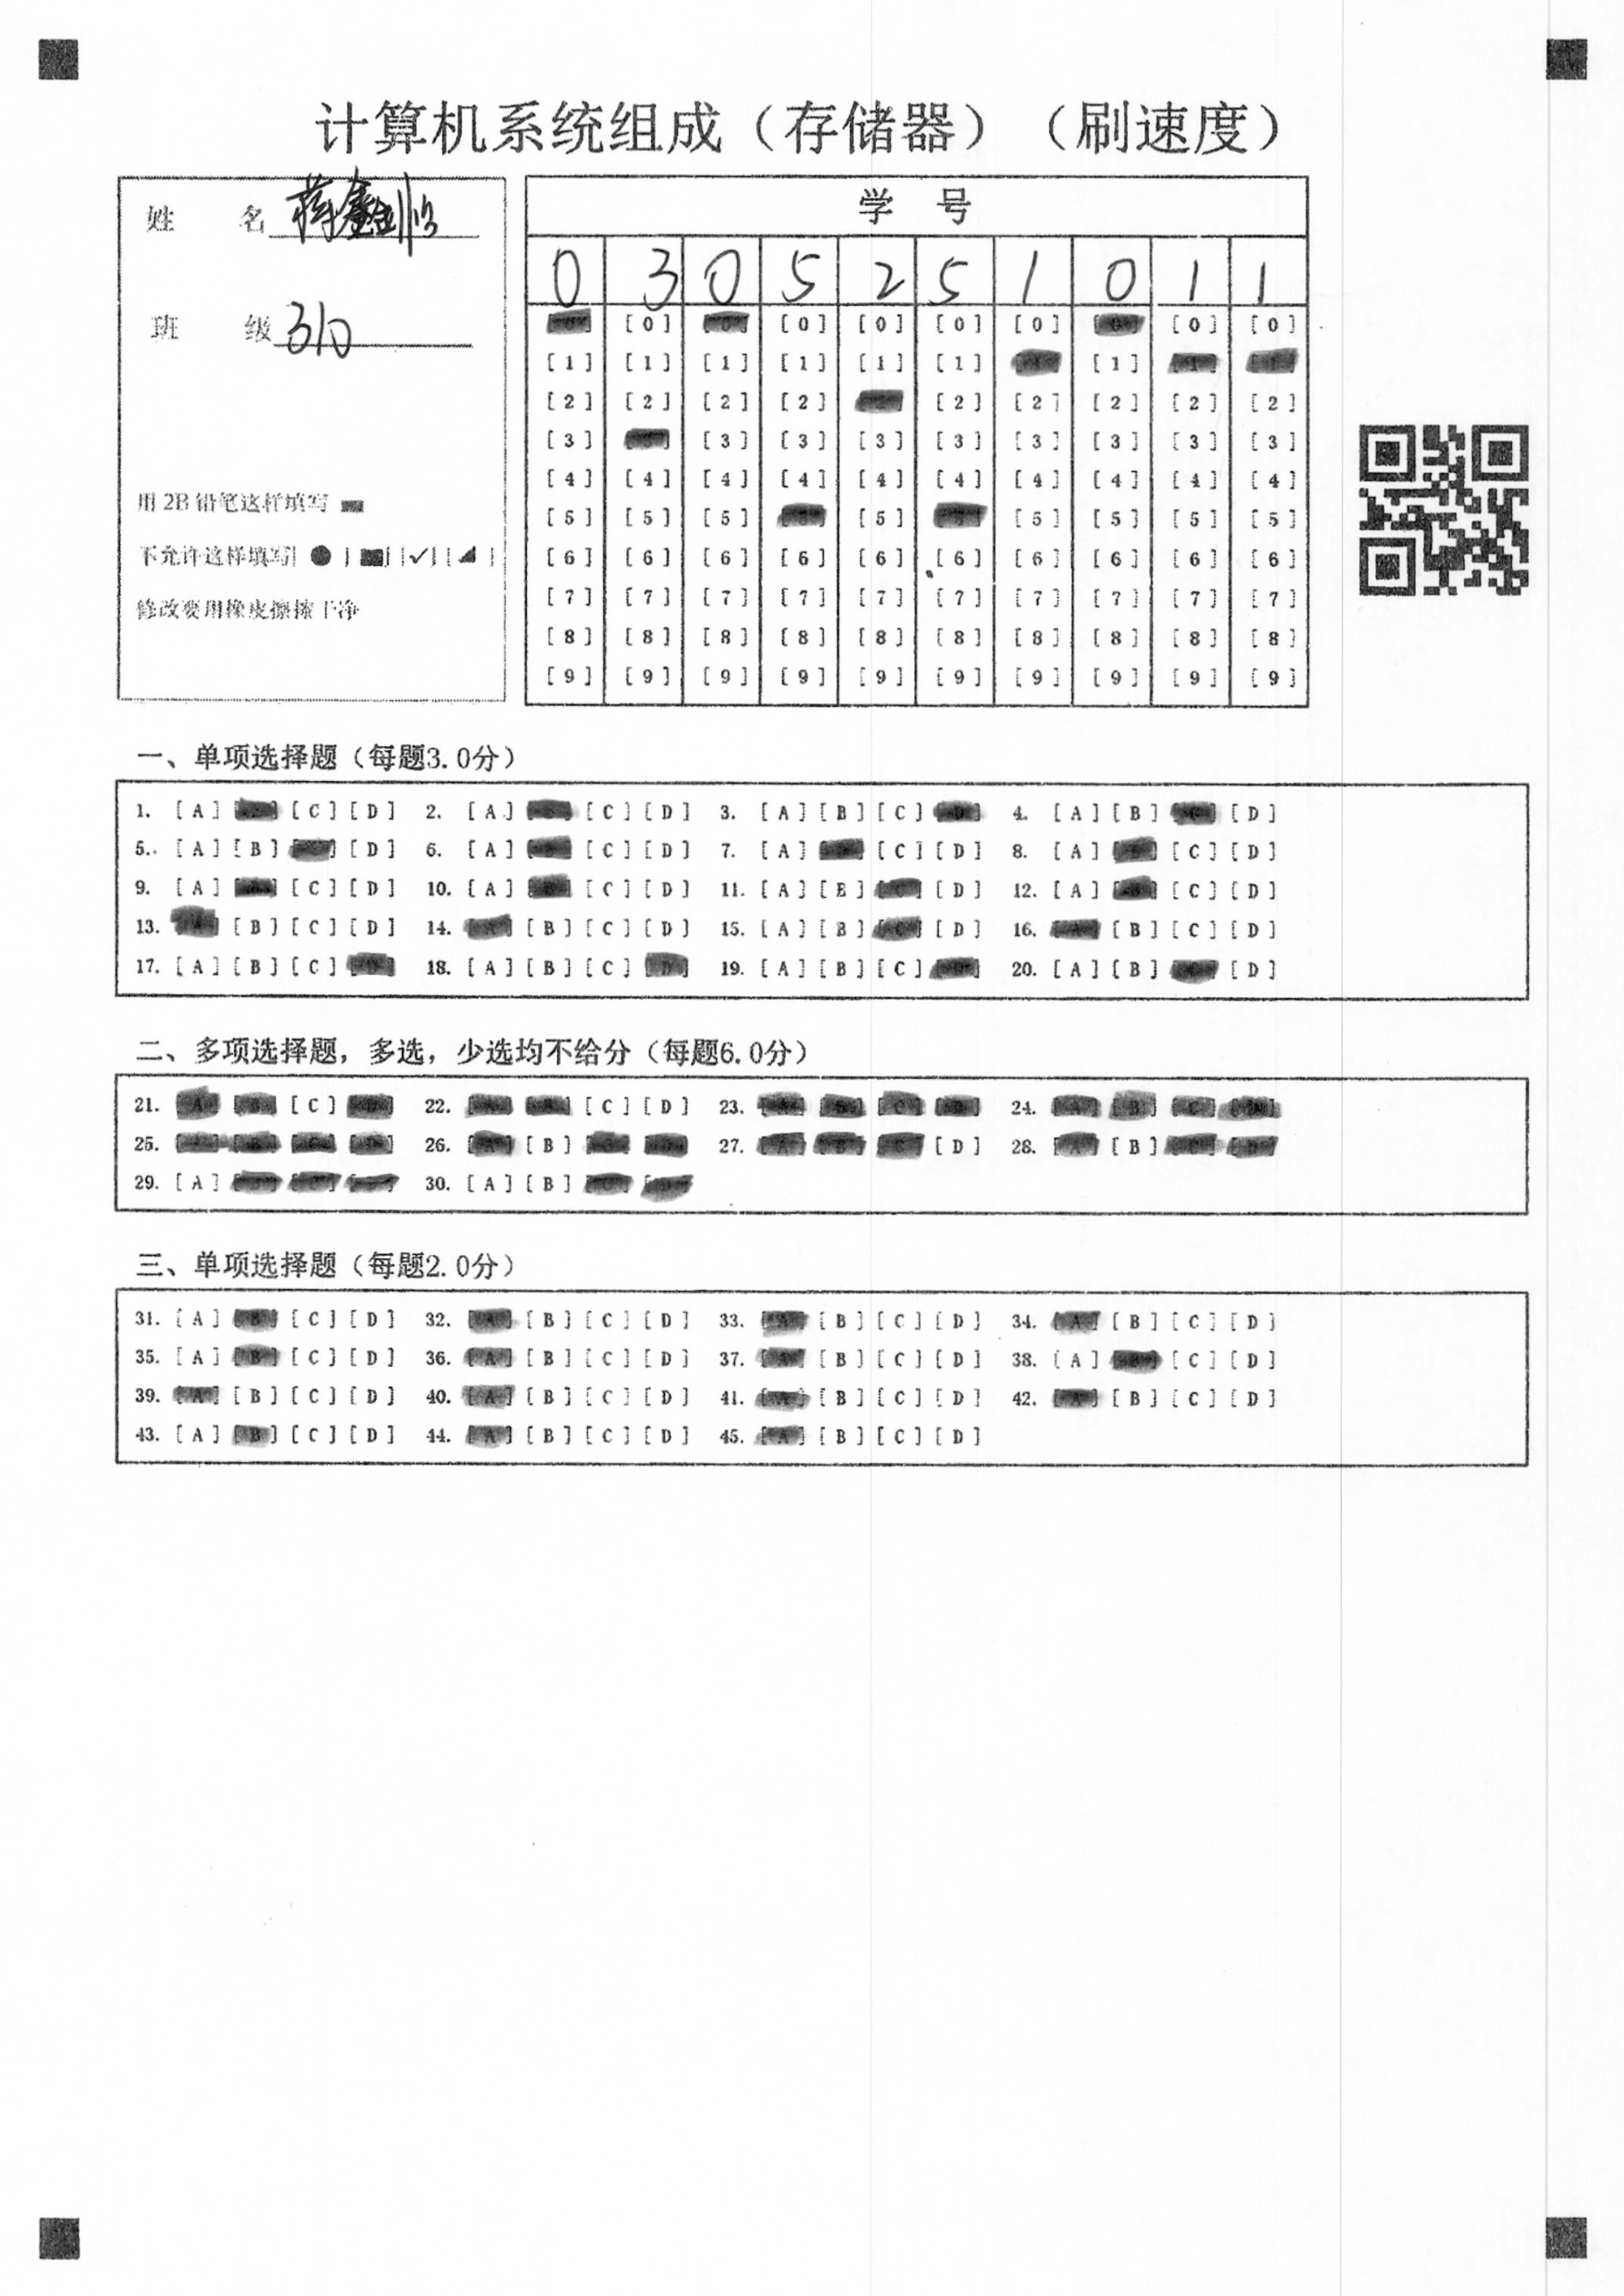 计算机系统组成（存储器）（刷速度）
姓 名
班 级 310
用 2B 铅笔这样填写
不允许这样填写
修改要用橡皮擦擦干净
学 号
0 3 0 5 2 5 1 0 1 1
[0] [0] [0] [0] [0] [0] [0]
[1] [1] [1] [1] [1] [1] [1]
[2] [2] [2] [2] [2] [2] [2] [2] [2]
[3] [3] [3] [3] [3] [3] [3] [3] [3]
[4] [4] [4] [4] [4] [4] [4] [4] [4] [4]
[5] [5] [5] [5] [5] [5] [5] [5]
[6] [6] [6] [6] [6] [6] [6] [6] [6] [6]
[7] [7] [7] [7] [7] [7] [7] [7] [7] [7]
[8] [8] [8] [8] [8] [8] [8] [8] [8] [8]
[9] [9] [9] [9] [9] [9] [9] [9] [9] [9]
一、单项选择题（每题3.0分）
1. [A] [C] [D] 2. [A] [C] [D] 3. [A] [B] [C] 4. [A] [B] [D]
5. [A] [B] [D] 6. [A] [C] [D] 7. [A] [C] [D] 8. [A] [C] [D]
9. [A] [C] [D] 10. [A] [C] [D] 11. [A] [B] [D] 12. [A] [C] [D]
13. [B] [C] [D] 14. [B] [C] [D] 15. [A] [B] [D] 16. [B] [C] [D]
17. [A] [B] [C] 18. [A] [B] [C] 19. [A] [B] [C] 20. [A] [B] [D]
二、多项选择题，多选，少选均不给分（每题6.0分）
21. [C] 22. [C] [D] 23. 24.
25. 26. [B] 27. [D] 28. [B]
29. [A] 30. [A] [B]
三、单项选择题（每题2.0分）
31. [A] [C] [D] 32. [B] [C] [D] 33. [B] [C] [D] 34. [B] [C] [D]
35. [A] [C] [D] 36. [B] [C] [D] 37. [B] [C] [D] 38. [A] [C] [D]
39. [B] [C] [D] 40. [B] [C] [D] 41. [B] [C] [D] 42. [B] [C] [D]
43. [A] [C] [D] 44. [B] [C] [D] 45. [B] [C] [D]